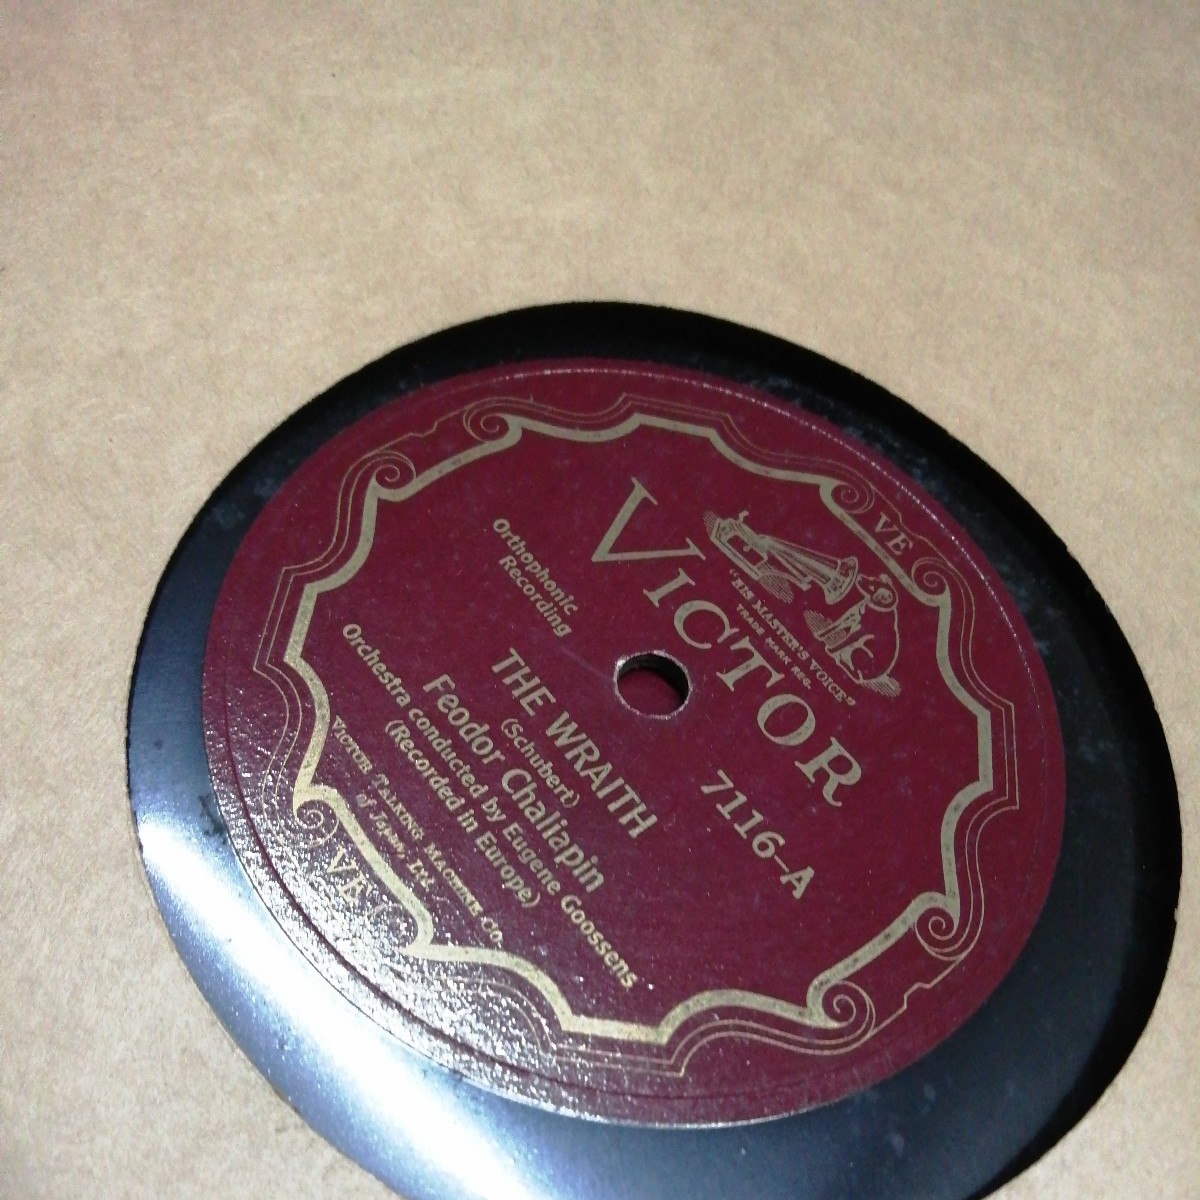 VE
"HIS MASTER'S VOICE"
TRADE MARK REG.
VICTOR
Orthophonic
Recording
7116-A
THE WRAITH
(Schubert)
Feodor Chaliapin
Orchestra conducted by Eugene Goossens
(Recorded in Europe)
VICTOR TALKING MACHINE CO.
of Japan, Ltd
VE